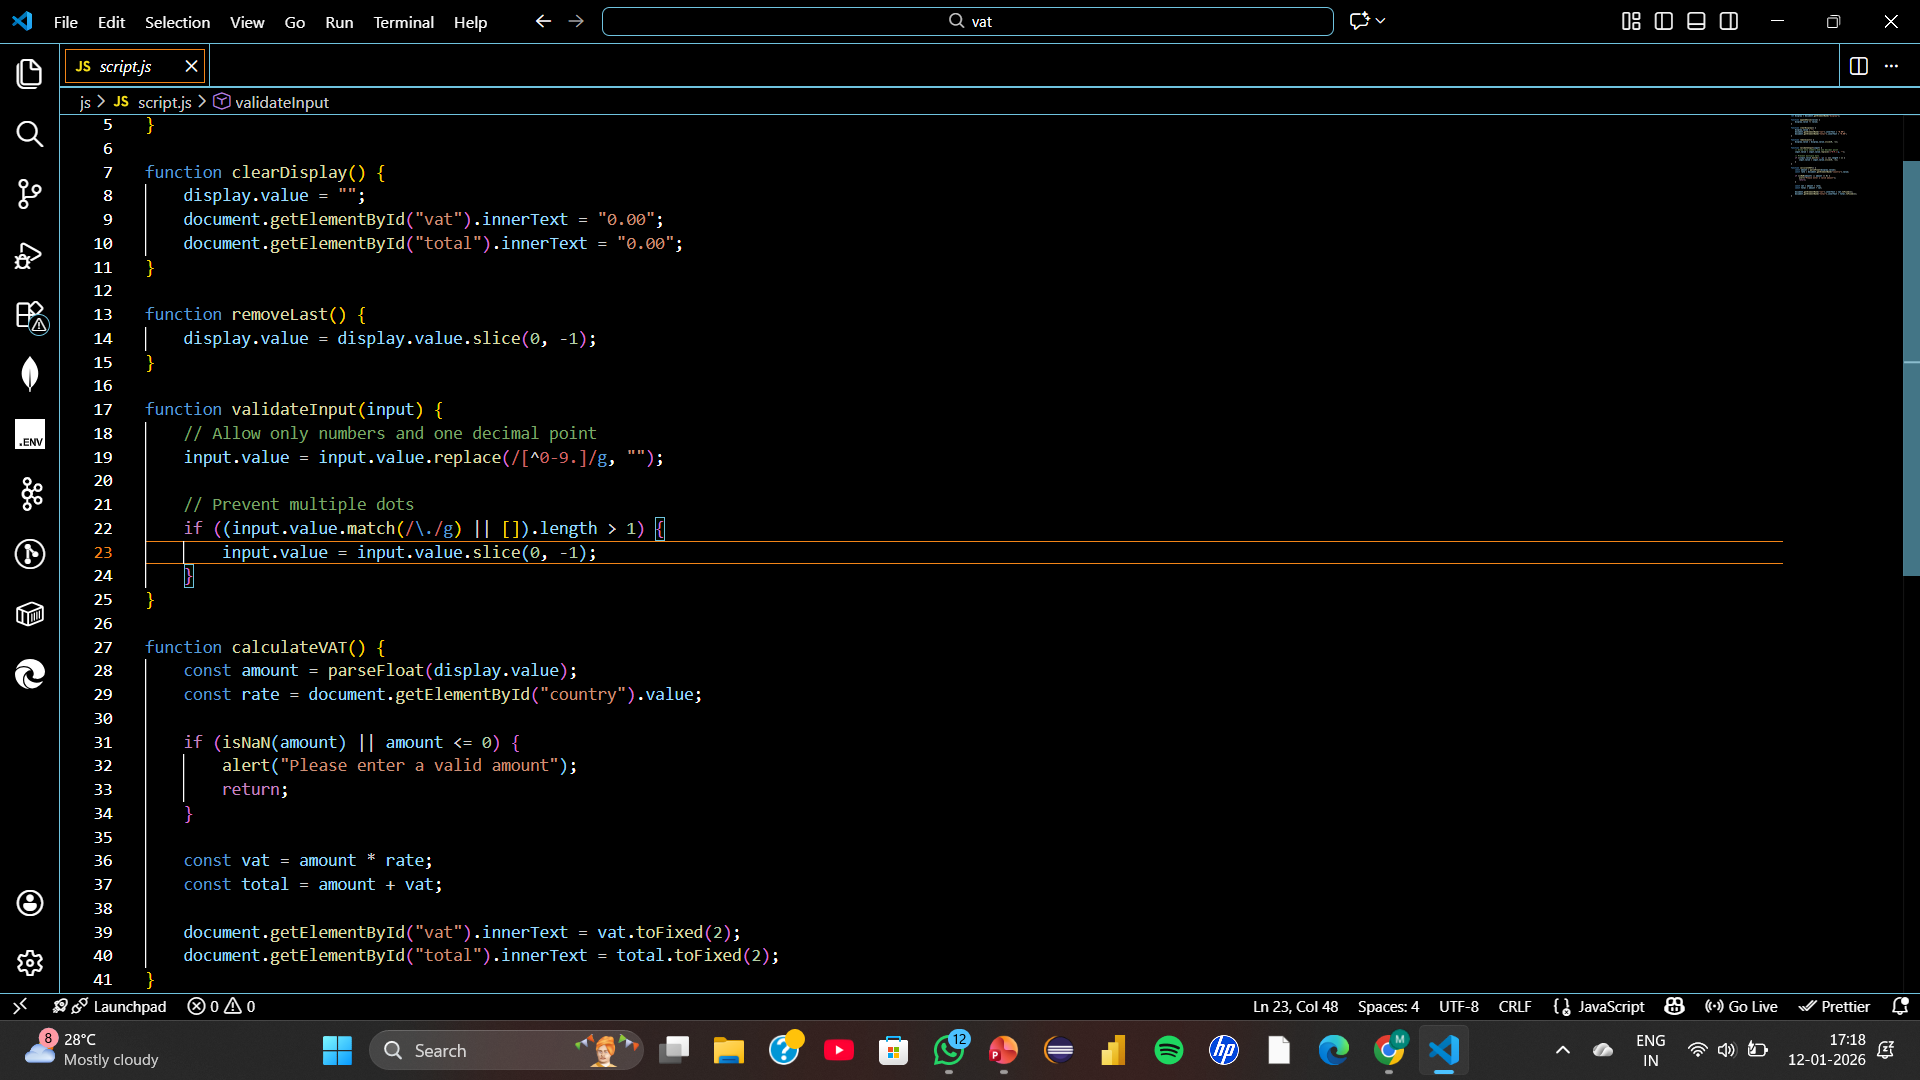 File Edit Selection View Go Run Terminal Help
vat
JS script.js
js > JS script.js > validateInput
5 }
6
7 function clearDisplay() {
8 display.value = "";
9 document.getElementById("vat").innerText = "0.00";
10 document.getElementById("total").innerText = "0.00";
11 }
12
13 function removeLast() {
14 display.value = display.value.slice(0, -1);
15 }
16
17 function validateInput(input) {
18 // Allow only numbers and one decimal point
19 input.value = input.value.replace(/[^0-9.]/g, "");
20
21 // Prevent multiple dots
22 if ((input.value.match(/\./g) || []).length > 1) {
23 input.value = input.value.slice(0, -1);
24 }
25 }
26
27 function calculateVAT() {
28 const amount = parseFloat(display.value);
29 const rate = document.getElementById("country").value;
30
31 if (isNaN(amount) || amount <= 0) {
32 alert("Please enter a valid amount");
33 return;
34 }
35
36 const vat = amount * rate;
37 const total = amount + vat;
38
39 document.getElementById("vat").innerText = vat.toFixed(2);
40 document.getElementById("total").innerText = total.toFixed(2);
41 }
.ENV
Launchpad 0 0 Ln 23, Col 48 Spaces: 4 UTF-8 CRLF {} JavaScript Go Live Prettier
8 28°C
Mostly cloudy
Search
12
P
hp
M
ENG
IN
17:18
12-01-2026